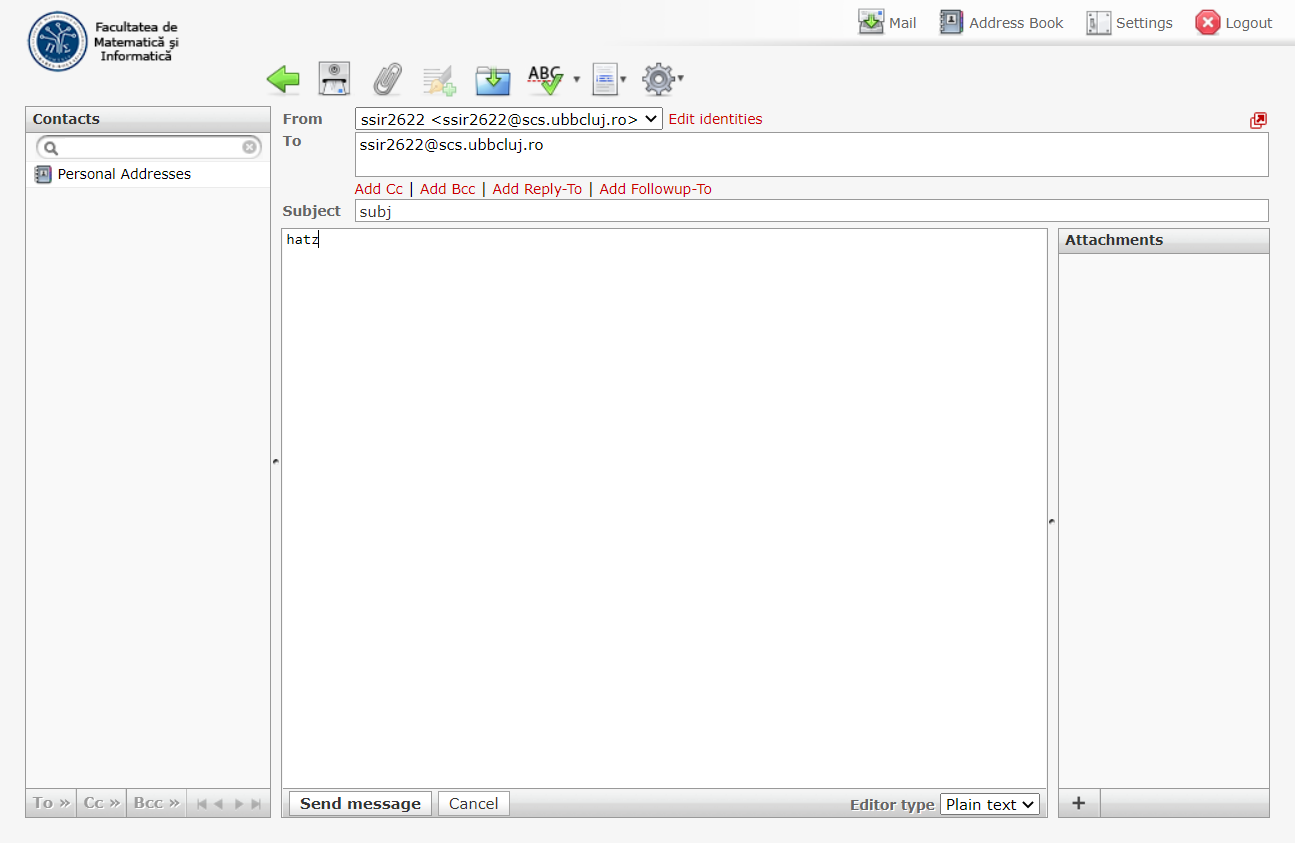 Facultatea de
Matematică și
Informatică
Mail
Address Book
Settings
Logout
ABC
Contacts
Personal Addresses
To »
Cc »
Bcc »
From
ssir2622 <ssir2622@scs.ubbcluj.ro>
Edit identities
To
ssir2622@scs.ubbcluj.ro
Add Cc | Add Bcc | Add Reply-To | Add Followup-To
Subject
subj
hatz
Send message
Cancel
Editor type
Plain text
Attachments
+